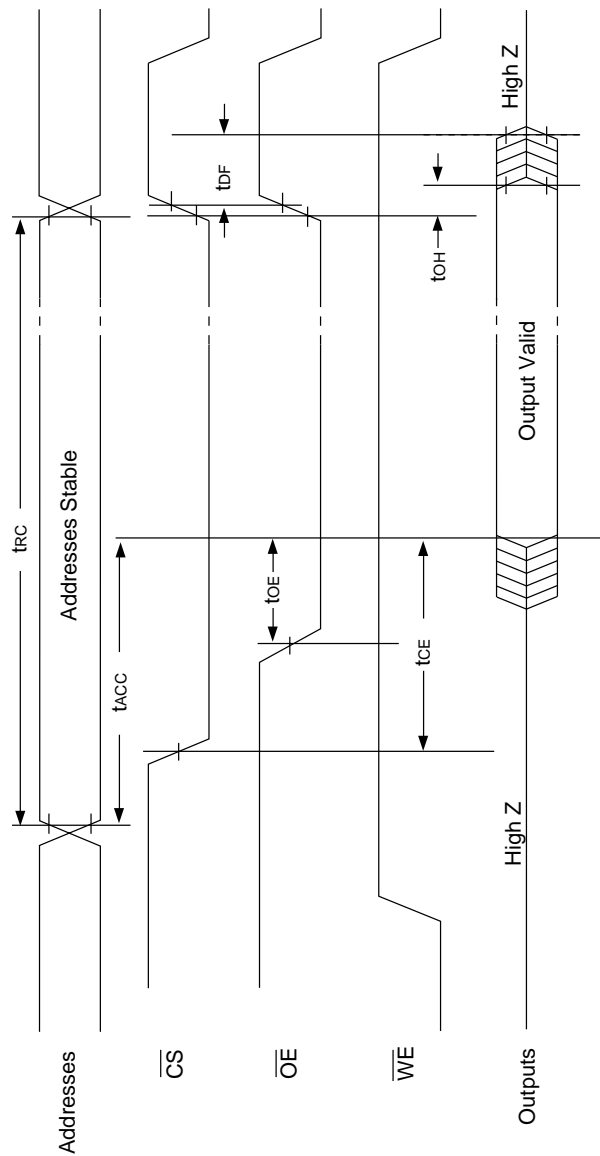 tRC
Addresses
Addresses Stable
tACC
CS
tDF
OE
tOE
WE
tCE
tOH
Outputs
High Z
Output Valid
High Z